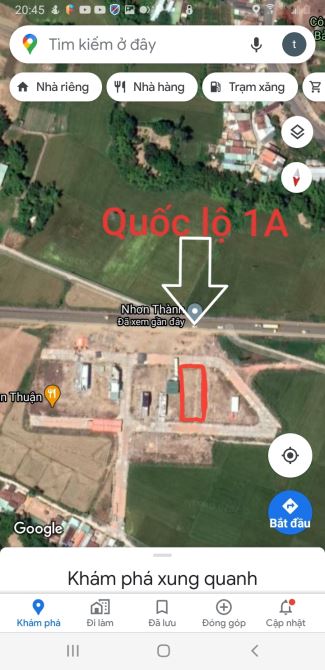 20:45
Tìm kiếm ở đây
t
Nhà riêng
Nhà hàng
Trạm xăng
Quốc lộ 1A
Nhơn Thành
Đã xem gần đây
n Thuận
Google
Bắt đầu
Khám phá xung quanh
Khám phá
Đi làm
Đã lưu
Đóng góp
Cập nhật